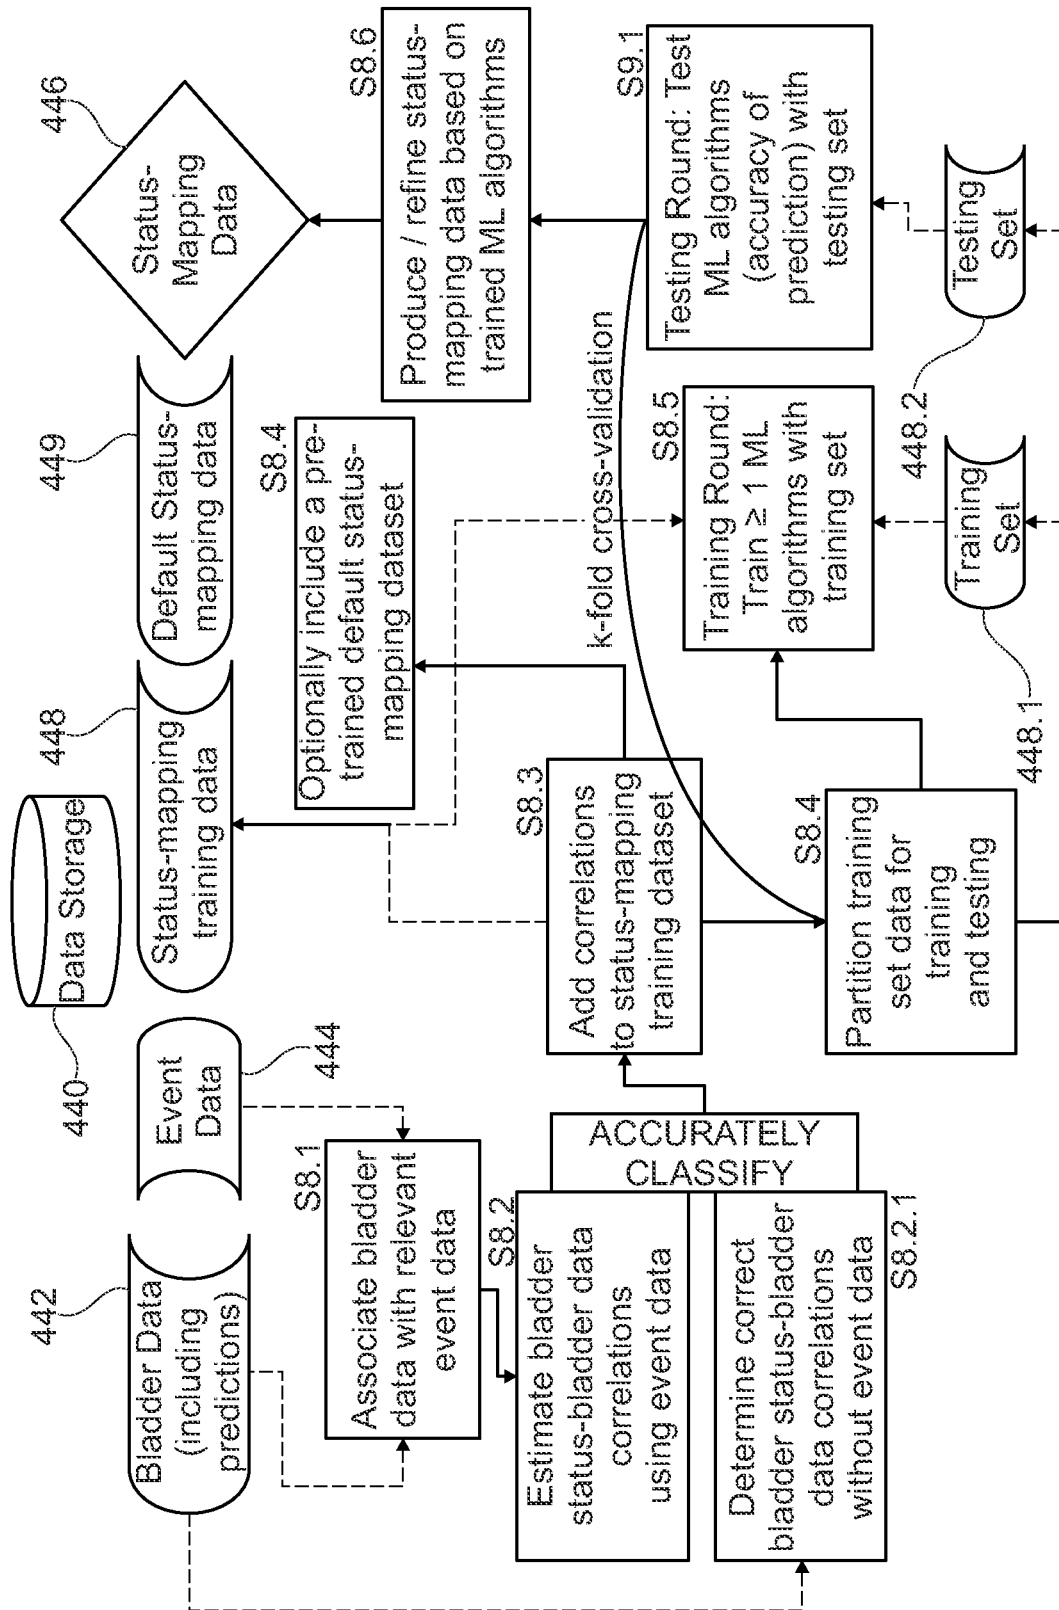 440
Data Storage
442
Bladder Data
(including
predictions)
Event
Data
444
448
Status-mapping
training data
449
Default Status-
mapping data
446
Status-
Mapping
Data
S8.1
Associate bladder
data with relevant
event data
S8.2
Estimate bladder
status-bladder data
correlations
using event data
Determine correct
bladder status-bladder
data correlations
without event data
S8.2.1
ACCURATELY
CLASSIFY
S8.3
Add correlations
to status-mapping
training dataset
S8.4
Optionally include a pre-
trained default status-
mapping dataset
S8.4
Partition training
set data for
training
and testing
k-fold cross-validation
S8.5
Training Round:
Train ≥ 1 ML
algorithms with
training set
S8.6
Produce / refine status-
mapping data based on
trained ML algorithms
S9.1
Testing Round: Test
ML algorithms
(accuracy of
prediction) with
testing set
Training
Set
448.1
Testing
Set
448.2